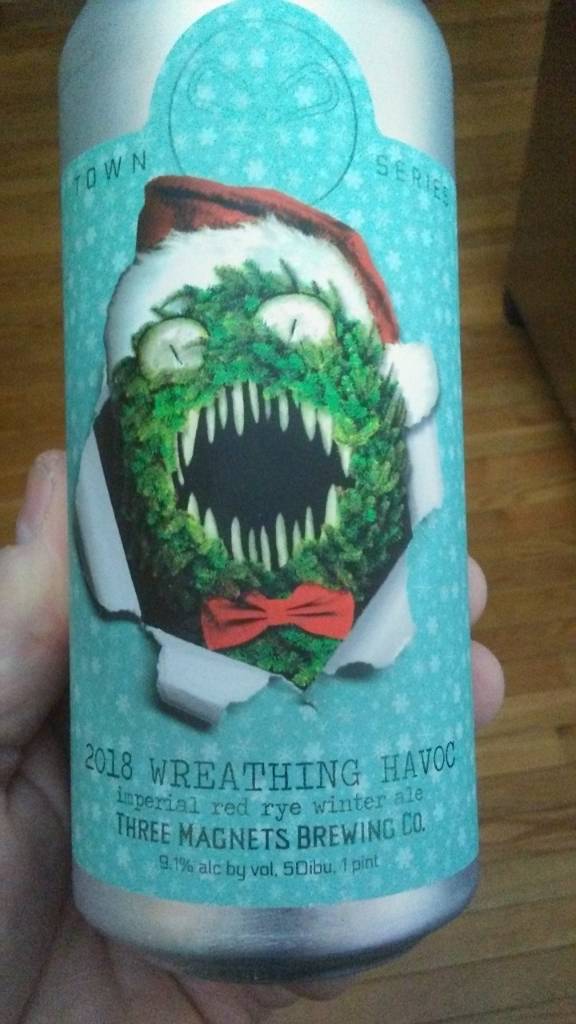 TOWN SERIES
2018 WREATHING HAVOC
imperial red rye winter ale
THREE MAGNETS BREWING CO.
9.1% alc by vol, 50ibu, 1 pint